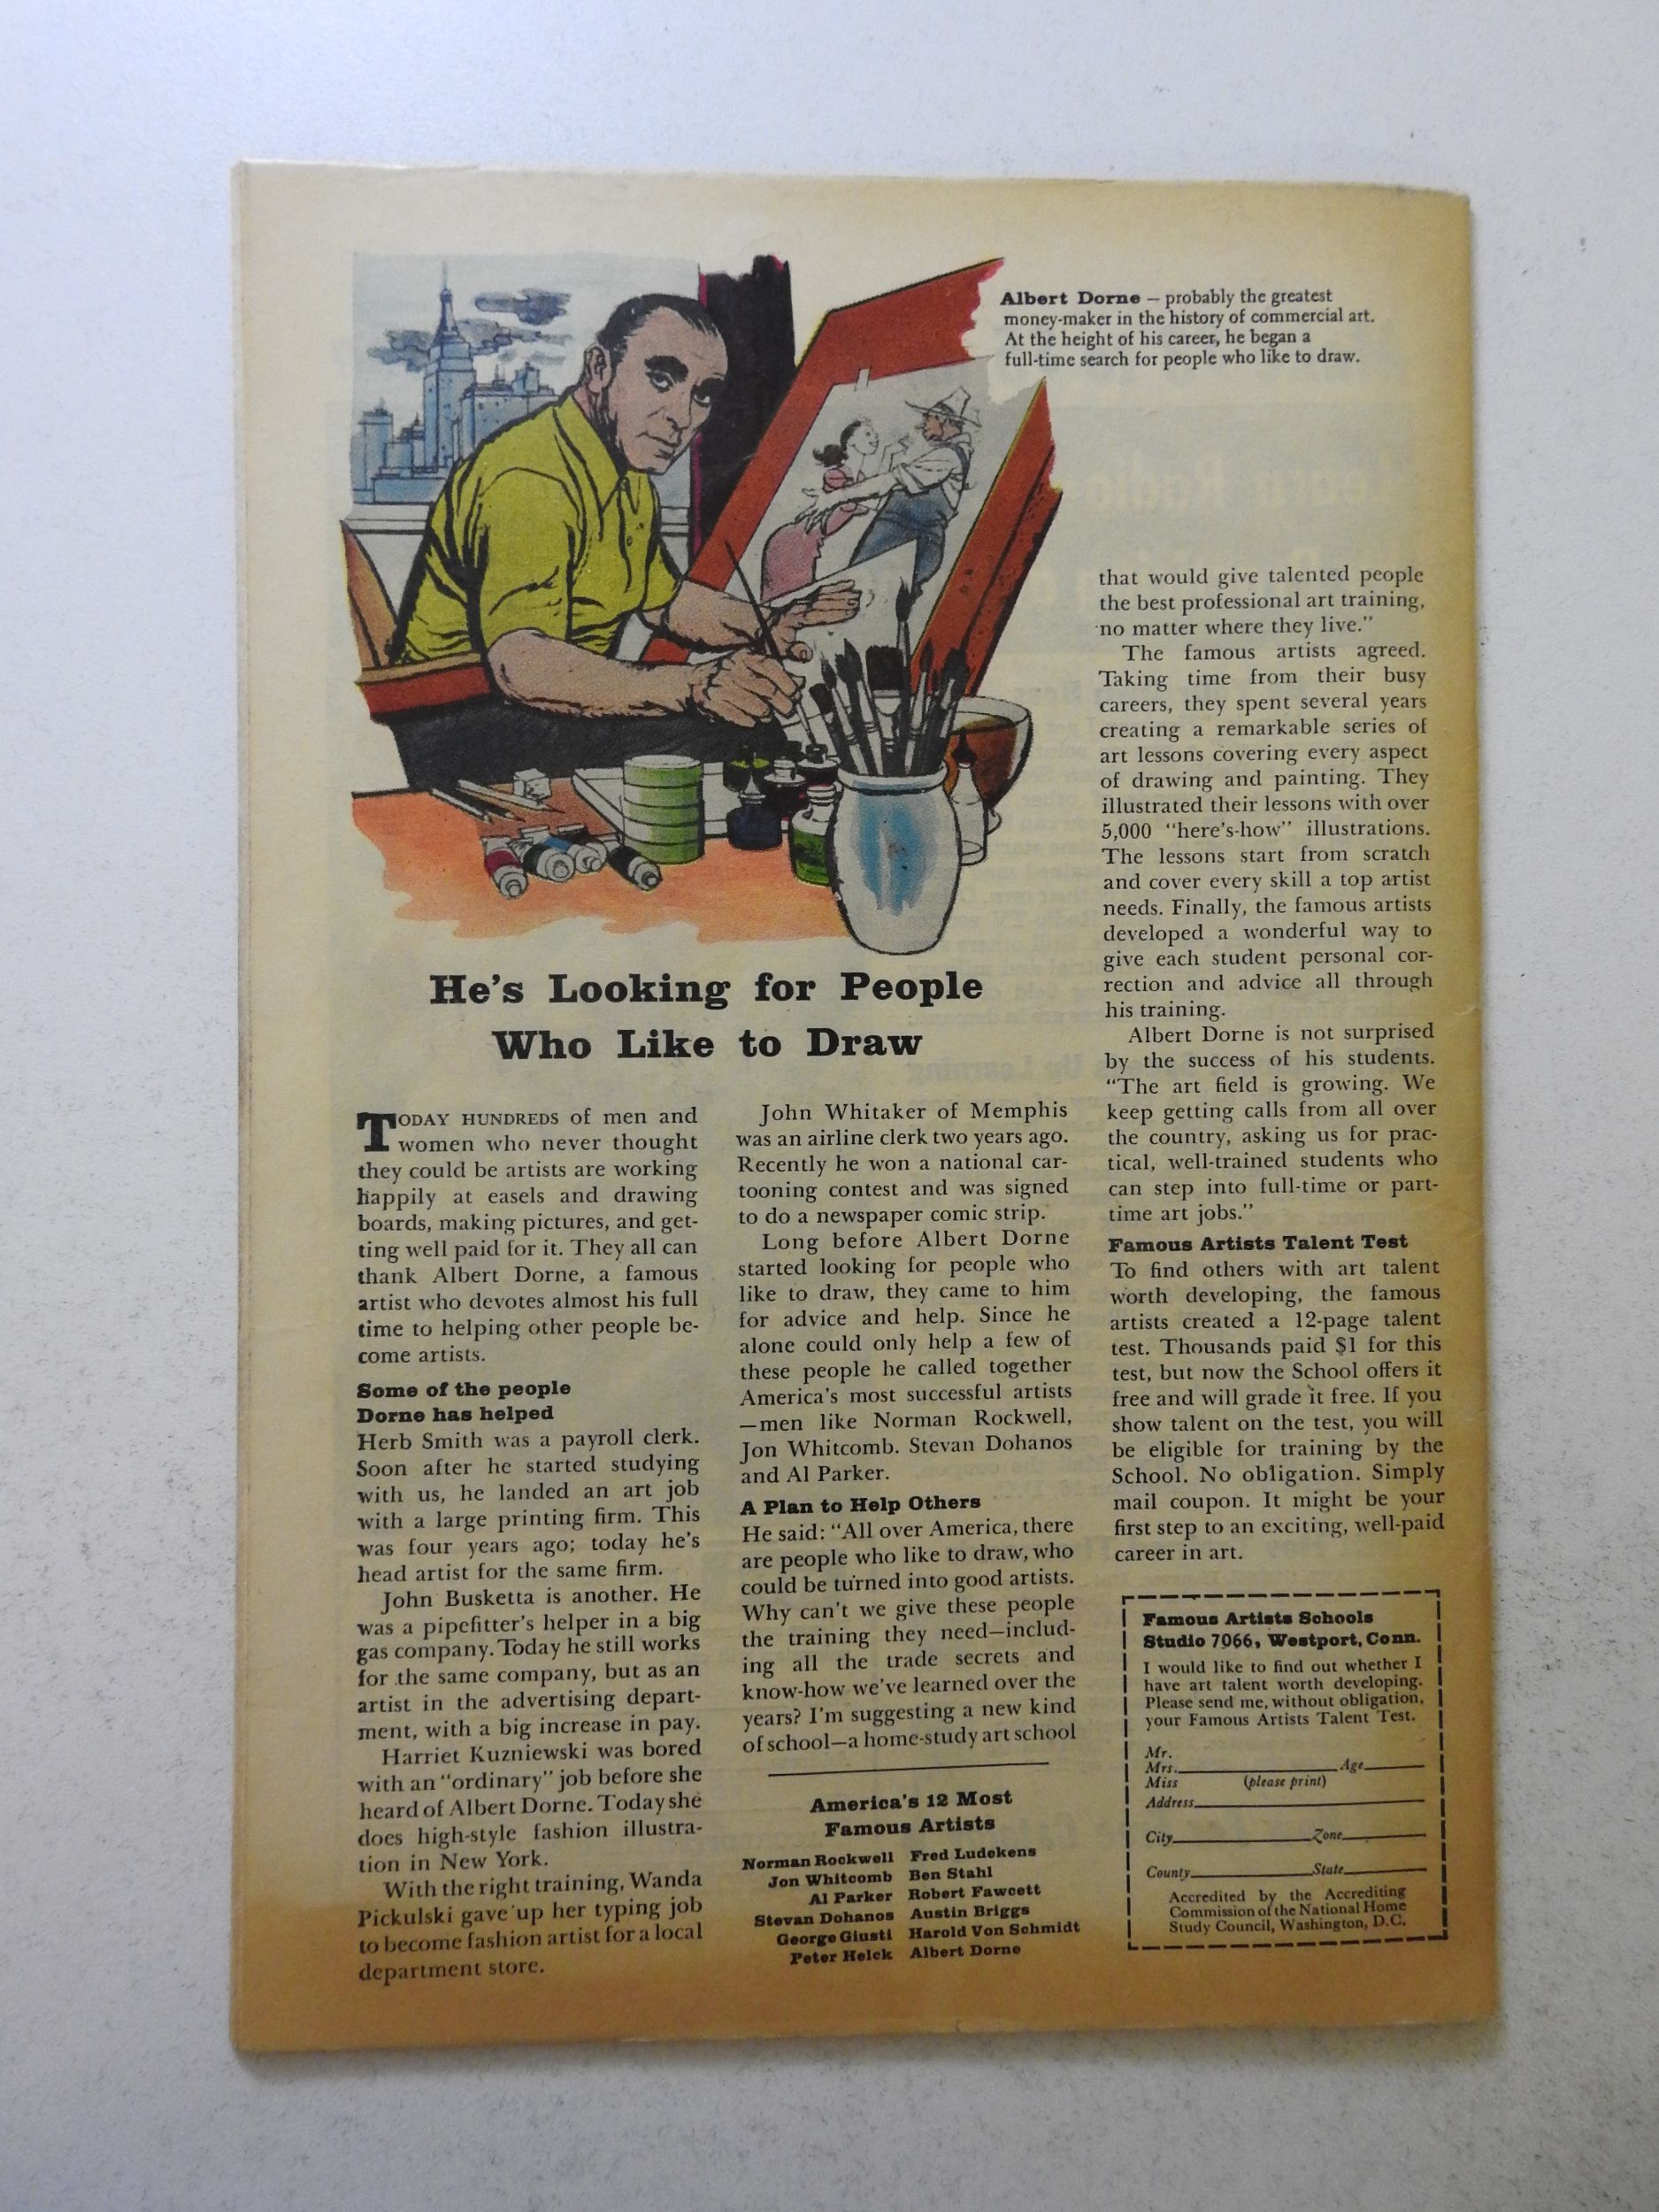 Albert Dorne – probably the greatest
money-maker in the history of commercial art.
At the height of his career, he began a
full-time search for people who like to draw.
He's Looking for People
Who Like to Draw
TODAY HUNDREDS of men and
women who never thought
they could be artists are working
happily at easels and drawing
boards, making pictures, and get-
ting well paid for it. They all can
thank Albert Dorne, a famous
artist who devotes almost his full
time to helping other people be-
come artists.
Some of the people
Dorne has helped
Herb Smith was a payroll clerk.
Soon after he started studying
with us, he landed an art job
with a large printing firm. This
was four years ago; today he's
head artist for the same firm.
John Busketta is another. He
was a pipefitter's helper in a big
gas company. Today he still works
for the same company, but as an
artist in the advertising depart-
ment, with a big increase in pay.
Harriet Kuzniewski was bored
with an "ordinary" job before she
heard of Albert Dorne. Today she
does high-style fashion illustra-
tion in New York.
With the right training, Wanda
Pickulski gave up her typing job
to become fashion artist for a local
department store.
John Whitaker of Memphis
was an airline clerk two years ago.
Recently he won a national car-
tooning contest and was signed
to do a newspaper comic strip.
Long before Albert Dorne
started looking for people who
like to draw, they came to him
for advice and help. Since he
alone could only help a few of
these people he called together
America's most successful artists
—men like Norman Rockwell,
Jon Whitcomb. Stevan Dohanos
and Al Parker.
A Plan to Help Others
He said: "All over America, there
are people who like to draw, who
could be turned into good artists.
Why can't we give these people
the training they need—includ-
ing all the trade secrets and
know-how we've learned over the
years? I'm suggesting a new kind
of school—a home-study art school
America's 12 Most
Famous Artists
Norman Rockwell Fred Ludekens
Jon Whitcomb Ben Stahl
Al Parker Robert Fawcett
Stevan Dohanos Austin Briggs
George Giusti Harold Von Schmidt
Peter Helck Albert Dorne
that would give talented people
the best professional art training,
no matter where they live."
The famous artists agreed.
Taking time from their busy
careers, they spent several years
creating a remarkable series of
art lessons covering every aspect
of drawing and painting. They
illustrated their lessons with over
5,000 "here's-how" illustrations.
The lessons start from scratch
and cover every skill a top artist
needs. Finally, the famous artists
developed a wonderful way to
give each student personal cor-
rection and advice all through
his training.
Albert Dorne is not surprised
by the success of his students.
"The art field is growing. We
keep getting calls from all over
the country, asking us for prac-
tical, well-trained students who
can step into full-time or part-
time art jobs."
Famous Artists Talent Test
To find others with art talent
worth developing, the famous
artists created a 12-page talent
test. Thousands paid $1 for this
test, but now the School offers it
free and will grade it free. If you
show talent on the test, you will
be eligible for training by the
School. No obligation. Simply
mail coupon. It might be your
first step to an exciting, well-paid
career in art.
Famous Artists Schools
Studio 7066, Westport, Conn.
I would like to find out whether I
have art talent worth developing.
Please send me, without obligation,
your Famous Artists Talent Test.
Mr.
Mrs. Age
Miss (please print)
Address
City Zone
County State
Accredited by the Accrediting
Commission of the National Home
Study Council, Washington, D.C.